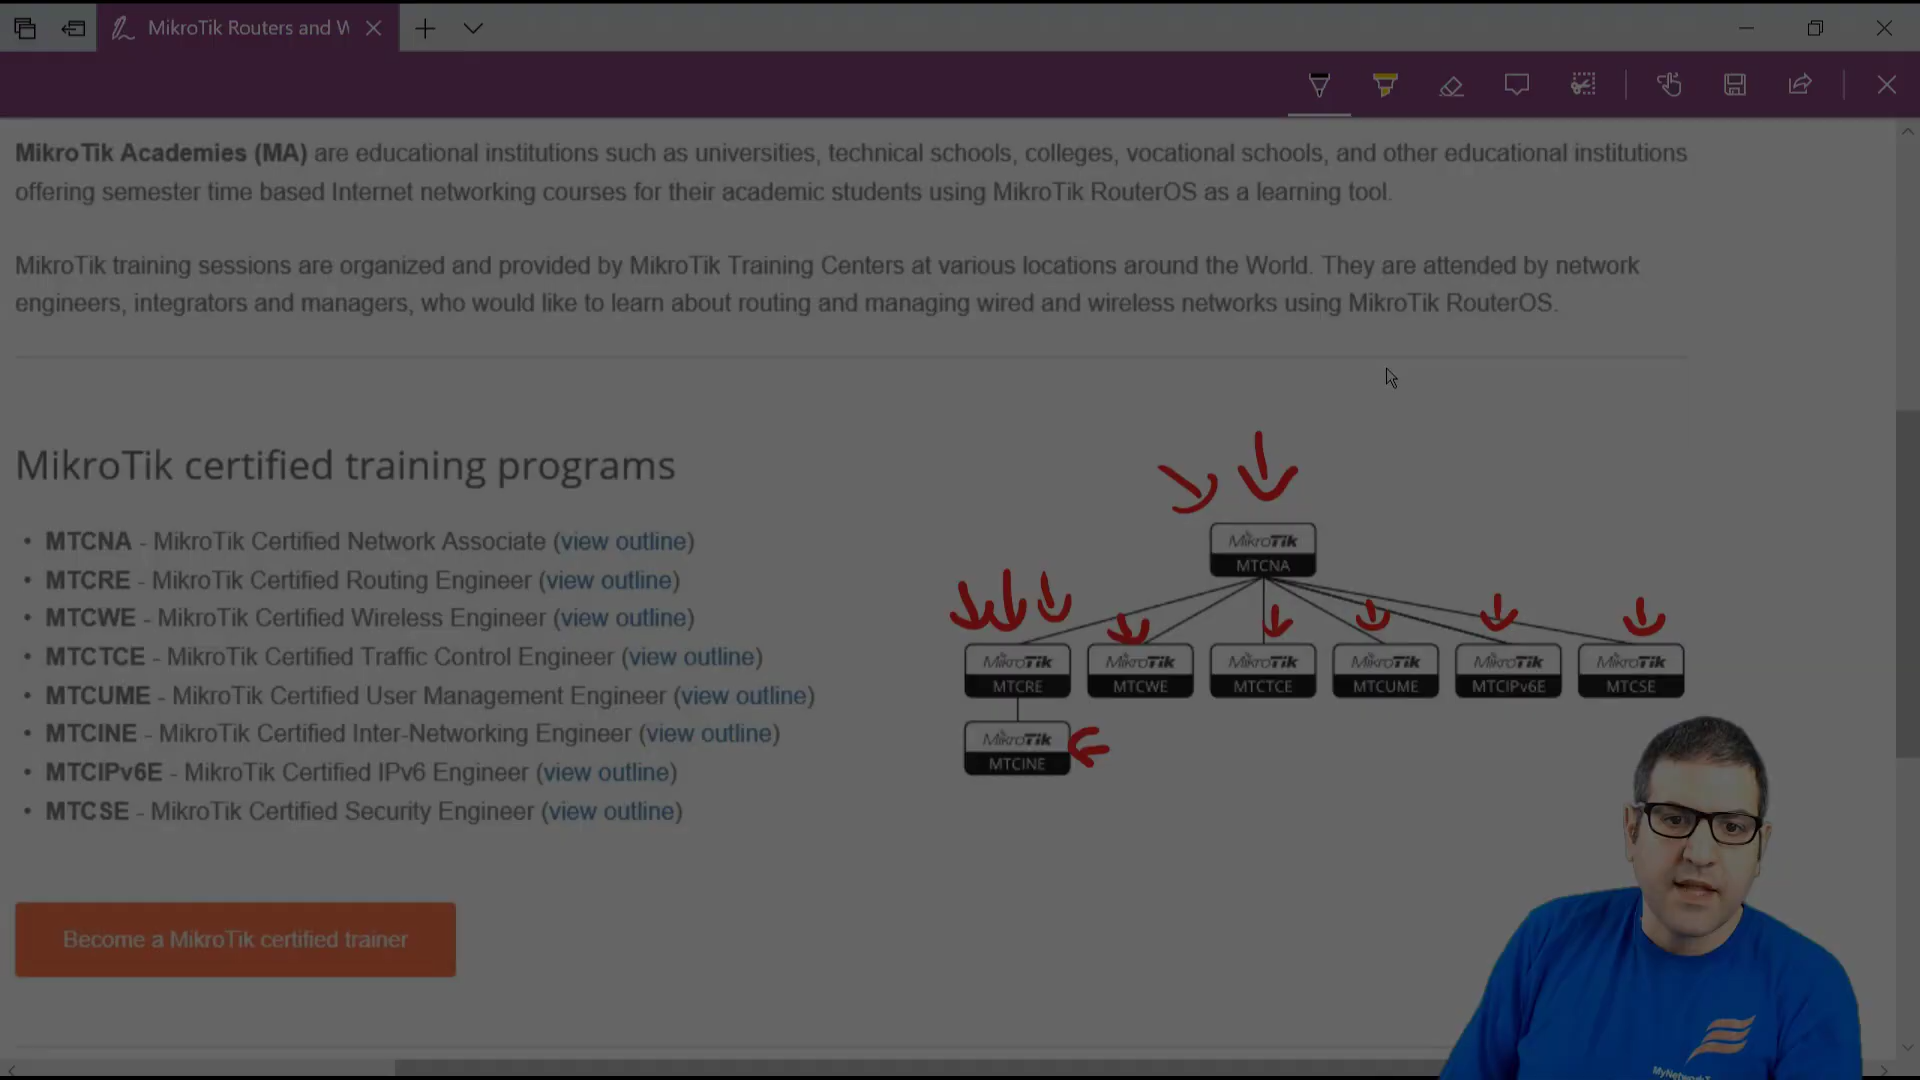 MikroTik Routers and W
MikroTik Academies (MA) are educational institutions such as universities, technical schools, colleges, vocational schools, and other educational institutions
offering semester time based Internet networking courses for their academic students using MikroTik RouterOS as a learning tool.
MikroTik training sessions are organized and provided by MikroTik Training Centers at various locations around the World. They are attended by network
engineers, integrators and managers, who would like to learn about routing and managing wired and wireless networks using MikroTik RouterOS.
MikroTik certified training programs
• MTCNA - MikroTik Certified Network Associate (view outline)
• MTCRE - MikroTik Certified Routing Engineer (view outline)
• MTCWE - MikroTik Certified Wireless Engineer (view outline)
• MTCTCE - MikroTik Certified Traffic Control Engineer (view outline)
• MTCUME - MikroTik Certified User Management Engineer (view outline)
• MTCINE - MikroTik Certified Inter-Networking Engineer (view outline)
• MTCIPv6E - MikroTik Certified IPv6 Engineer (view outline)
• MTCSE - MikroTik Certified Security Engineer (view outline)
Become a MikroTik certified trainer
MikroTik
MTCNA
MikroTik MikroTik MikroTik MikroTik MikroTik MikroTik
MTCRE MTCWE MTCTCE MTCUME MTCIPv6E MTCSE
MikroTik
MTCINE